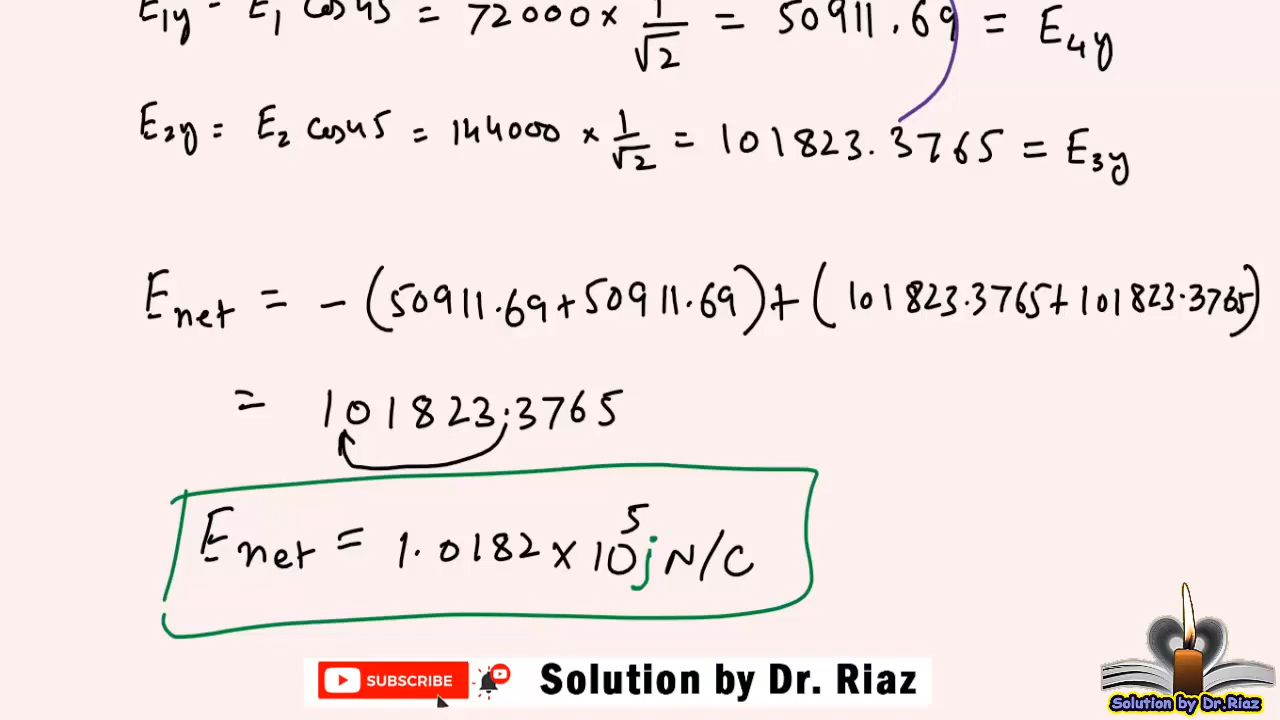 E1y = E1 cos45 = 72000 × 1/√2 = 50911.69 = E4y
E2y = E2 cos45 = 144000 × 1/√2 = 101823.3765 = E3y
Enet = - (50911.69 + 50911.69) + (101823.3765 + 101823.3765)
= 101823.3765
Enet = 1.0182 × 10^5 j N/C
SUBSCRIBE Solution by Dr. Riaz
Solution by Dr.Riaz